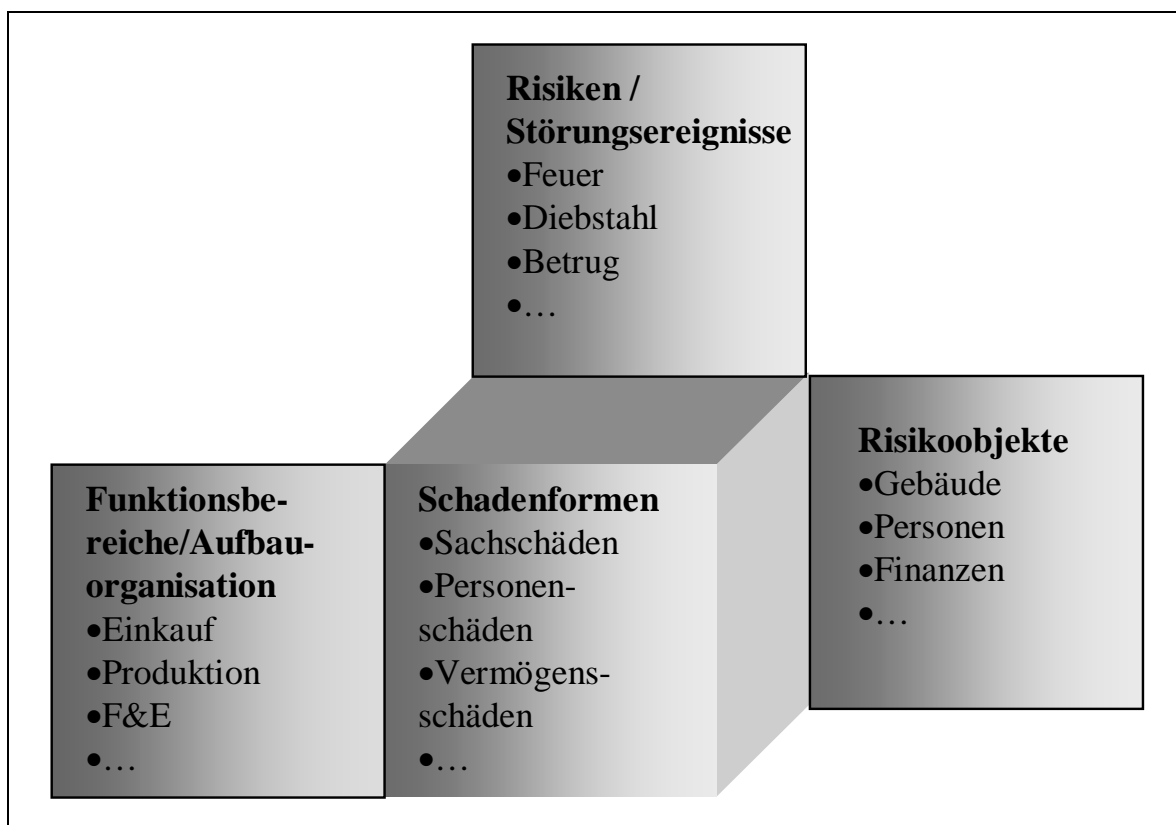 Risiken /
Störungsereignisse
•Feuer
•Diebstahl
•Betrug
•…
Funktionsbe-
reiche/Aufbau-
organisation
•Einkauf
•Produktion
•F&E
•…
Schadenformen
•Sachschäden
•Personen-
schäden
•Vermögens-
schäden
•…
Risikoobjekte
•Gebäude
•Personen
•Finanzen
•…